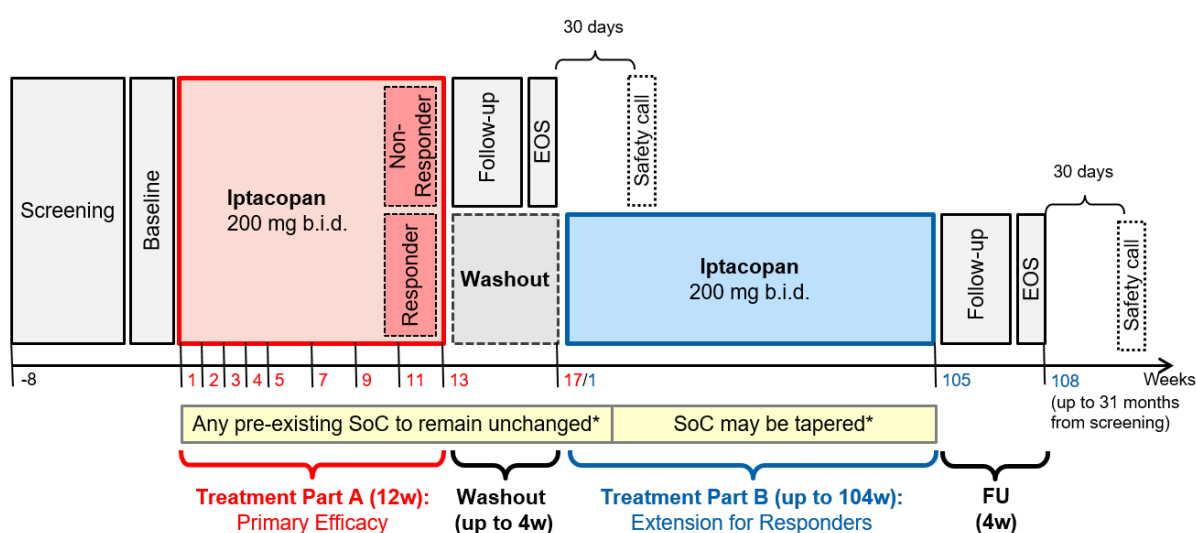 30 days
Screening
Baseline
Iptacopan
200 mg b.i.d.
Non-
Responder
Responder
Follow-up
EOS
Safety call
Washout
Iptacopan
200 mg b.i.d.
30 days
Follow-up
EOS
Safety call
-8
1
2
3
4
5
7
9
11
13
17/1
105
108
Weeks
(up to 31 months
from screening)
Any pre-existing SoC to remain unchanged*
SoC may be tapered*
Treatment Part A (12w):
Primary Efficacy
Washout
(up to 4w)
Treatment Part B (up to 104w):
Extension for Responders
FU
(4w)